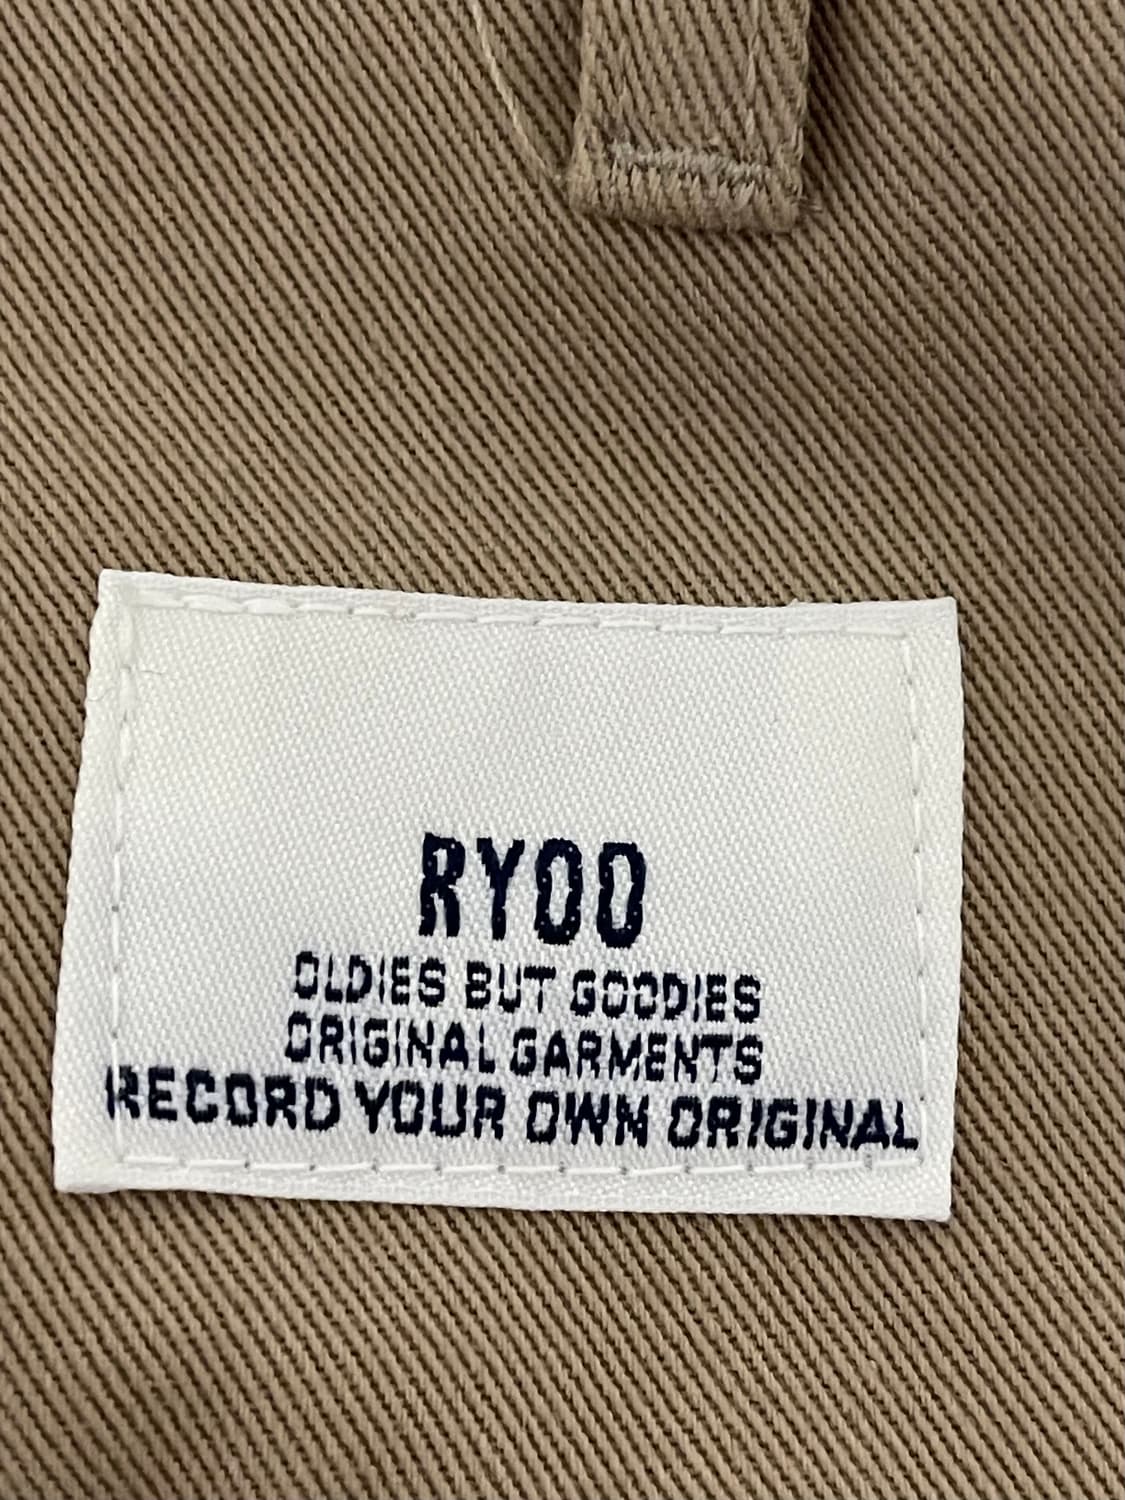 RYOO
OLDIES BUT GOODIES
ORIGINAL GARMENTS
RECORD YOUR OWN ORIGINAL